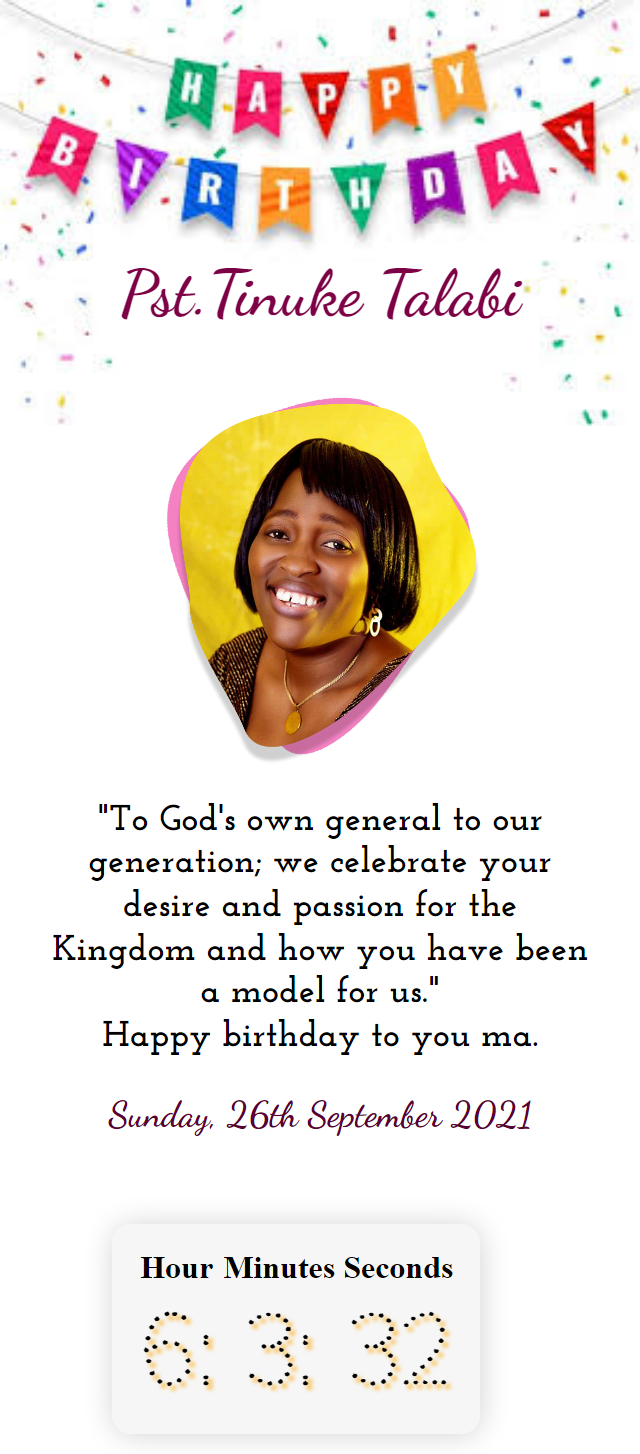 HAPPY
BIRTHDAY
Pst. Tinuke Talabi
"To God's own general to our
generation; we celebrate your
desire and passion for the
Kingdom and how you have been
a model for us."
Happy birthday to you ma.
Sunday, 26th September 2021
Hour Minutes Seconds
6: 3: 32